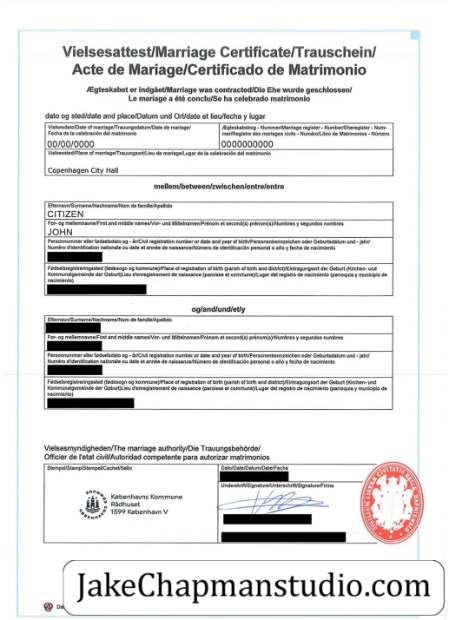 Vielsesattest/Marriage Certificate/Trauschein/
Acte de Mariage/Certificado de Matrimonio
Ægteskabet er indgået/Marriage was contracted/Die Ehe wurde geschlossen/
Le mariage a été conclu/Se ha celebrado matrimonio
dato og sted/date and place/Datum und Ort/date et lieu/fecha y lugar
Vielsesdato/Date of marriage/Trauungsdatum/Date de mariage/
Fecha de la celebración del matrimonio
00/00/0000
Ægteskabsbog - Nummer/Marriage register - Number/Eheregister - Num-
mer/Registre des mariages civils - Numéro/Libro de Matrimonios - Número
0000000000
Vielsessted/Place of marriage/Trauungsort/Lieu de mariage/Lugar de la celebración del matrimonio
Copenhagen City Hall
mellem/between/zwischen/entre/entre
Efternavn/Surname/Nachname/Nom de famille/Apellido
CITIZEN
For- og mellemnavne/First and middle names/Vor- und Mittelnamen/Prénom et second(s) prénom(s)/Numbres y segundos numbres
JOHN
Personnummer eller fødselsdato og - år/Civil registration number or date and year of birth/Personenkennzeichen oder Geburtsdatum und - jahr/
Numéro d'identification nationale ou date et année de naissance/Número de identificación personal o año y fecha de nacimiento
Fødselsregistreringssted (fødesogn og kommune)/Place of registration of birth (parish of birth and district)/Eintragungsort der Geburt (Kirchen- und
Kommunalgemeinde der Geburt)/Lieu d'enregistrement de naissance (paroisse et commune)/Lugar del registro de nacimiento (parroquia y municipio de
nacimiento)
og/and/und/et/y
Efternavn/Surname/Nachname/Nom de famille/Apellido
For- og mellemnavne/First and middle names/Vor- und Mittelnamen/Prénom et second(s) prénom(s)/Numbres y segundos numbres
Personnummer eller fødselsdato og - år/Civil registration number or date and year of birth/Personenkennzeichen oder Geburtsdatum und - jahr/
Numéro d'identification nationale ou date et année de naissance/Número de identificación personal o año y fecha de nacimiento
Fødselsregistreringssted (fødesogn og kommune)/Place of registration of birth (parish of birth and district)/Eintragungsort der Geburt (Kirchen- und
Kommunalgemeinde der Geburt)/Lieu d'enregistrement de naissance (paroisse et commune)/Lugar del registro de nacimiento (parroquia y municipio de
nacimiento)
Vielsesmyndigheden/The marriage authority/Die Trauungsbehörde/
Officier de l'etat civil/Autoridad competente para autorizar matrimonios
Stempel/Stamp/Stempel/Cachet/Sello
Københavns Kommune
Rådhuset
1599 København V
Dato/Date/Datum/Date/Fecha
Underskrift/Signature/Unterschrift/Signature/Firma
JakeChapmanstudio.com